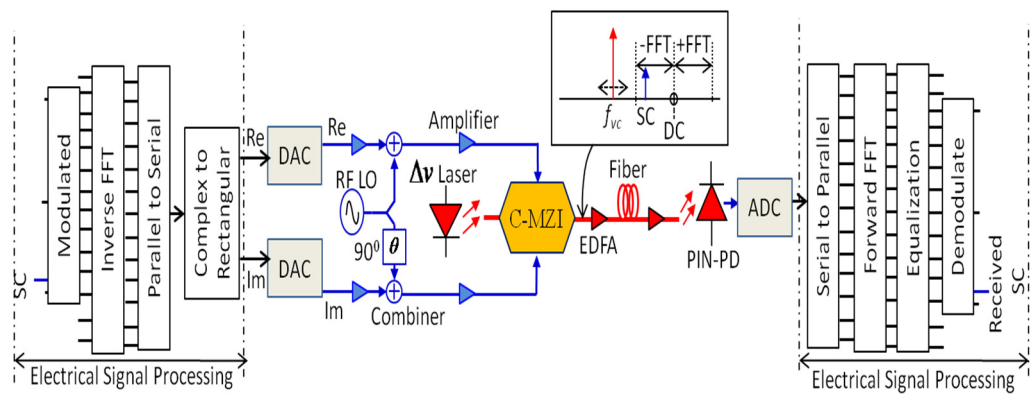 SC
Modulated
Inverse FFT
Parallel to Serial
Complex to
Rectangular
Re
Im
DAC
DAC
Re
Im
RF LO
90⁰
θ
Combiner
Amplifier
Δν Laser
C-MZI
-FFT +FFT
f_vc
SC
DC
EDFA
Fiber
PIN-PD
ADC
Serial to Parallel
Forward FFT
Equalization
Demodulate
Received
SC
Electrical Signal Processing
Electrical Signal Processing